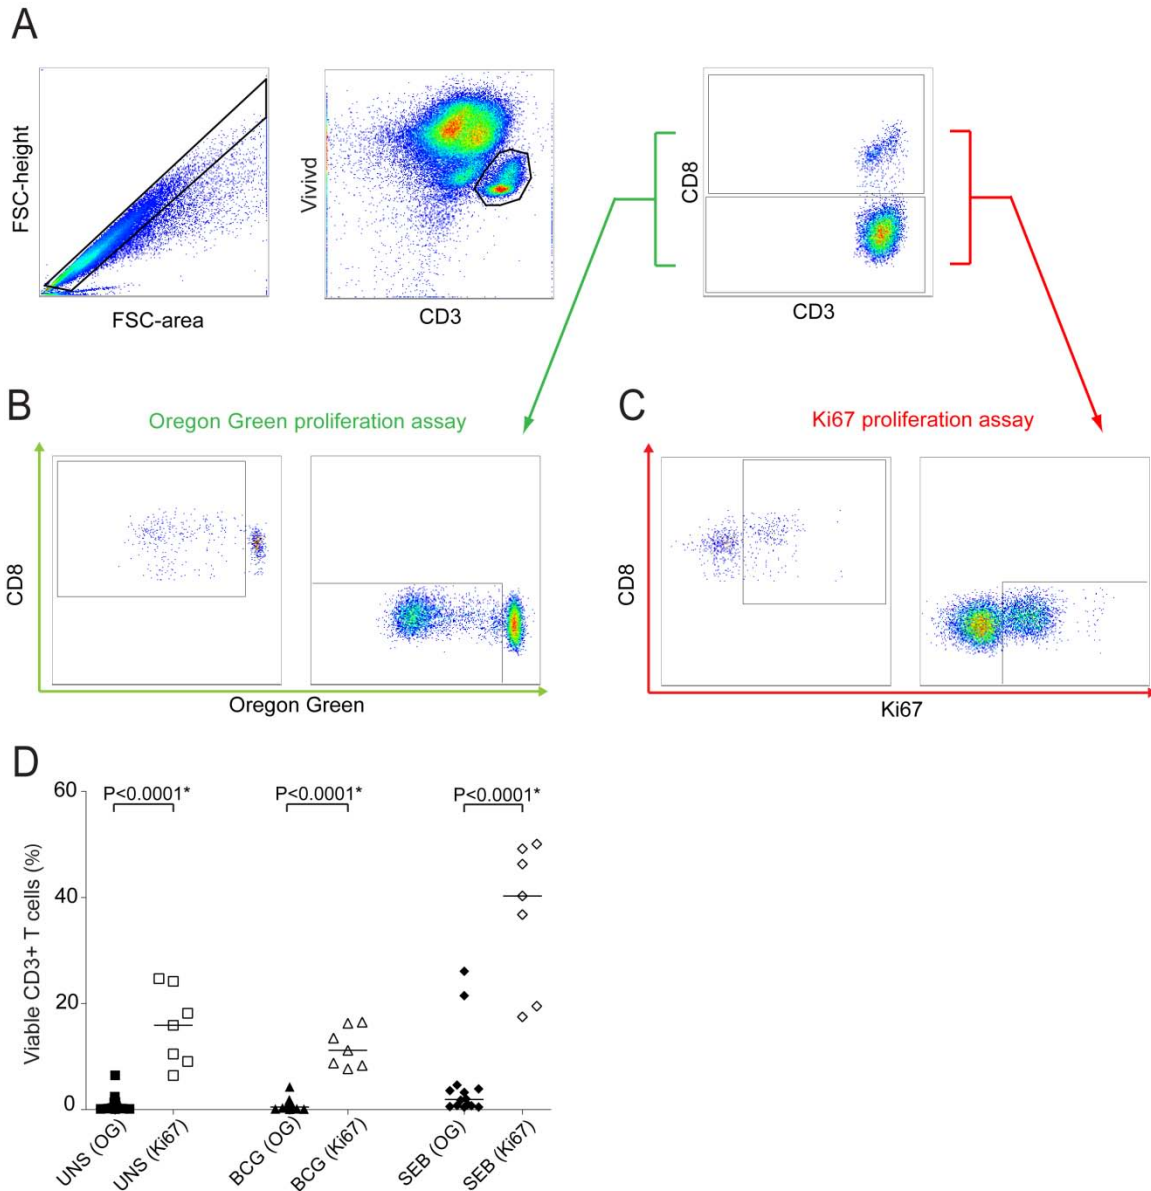 A
FSC-height
FSC-area
Vivivd
CD3
CD8
CD3
B
Oregon Green proliferation assay
CD8
Oregon Green
C
Ki67 proliferation assay
CD8
Ki67
D
Viable CD3+ T cells (%)
60
40
20
0
P<0.0001*
P<0.0001*
P<0.0001*
UNS (OG)
UNS (Ki67)
BCG (OG)
BCG (Ki67)
SEB (OG)
SEB (Ki67)